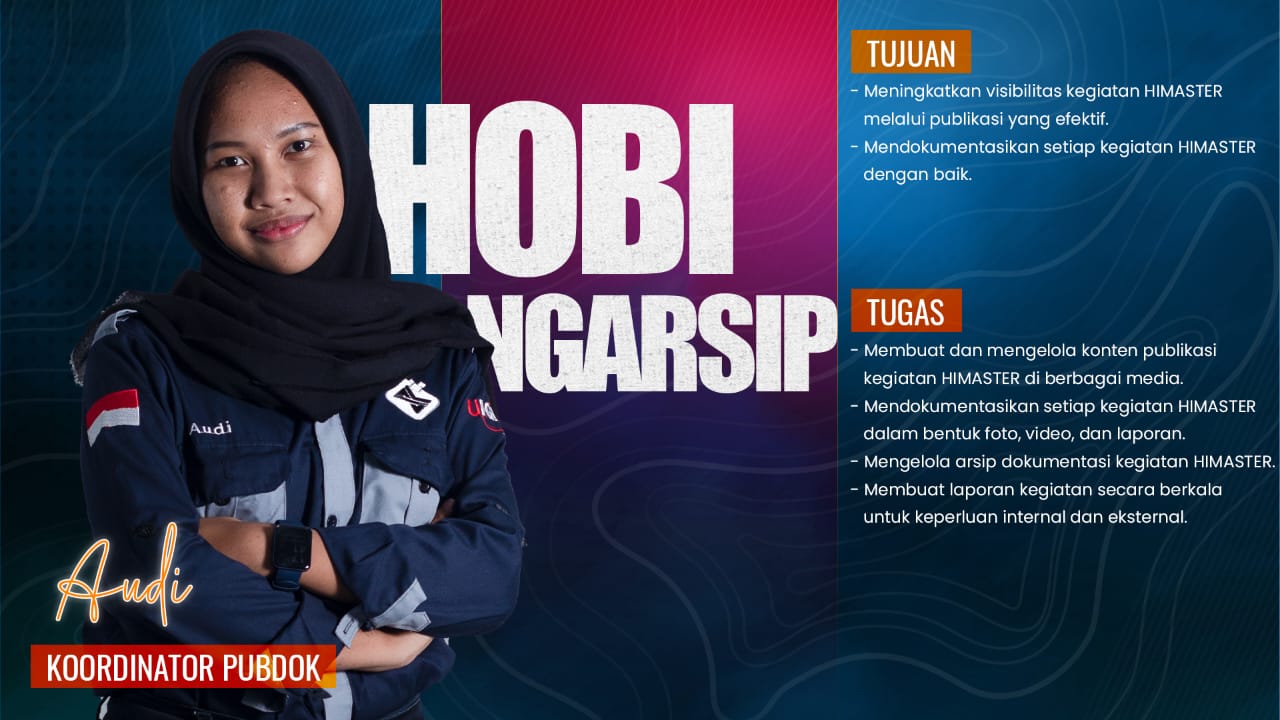 HOBI
NGARSIP
Audi
Audi
KOORDINATOR PUBDOK
TUJUAN
- Meningkatkan visibilitas kegiatan HIMASTER
melalui publikasi yang efektif.
- Mendokumentasikan setiap kegiatan HIMASTER
dengan baik.
TUGAS
- Membuat dan mengelola konten publikasi
kegiatan HIMASTER di berbagai media.
- Mendokumentasikan setiap kegiatan HIMASTER
dalam bentuk foto, video, dan laporan.
- Mengelola arsip dokumentasi kegiatan HIMASTER.
- Membuat laporan kegiatan secara berkala
untuk keperluan internal dan eksternal.